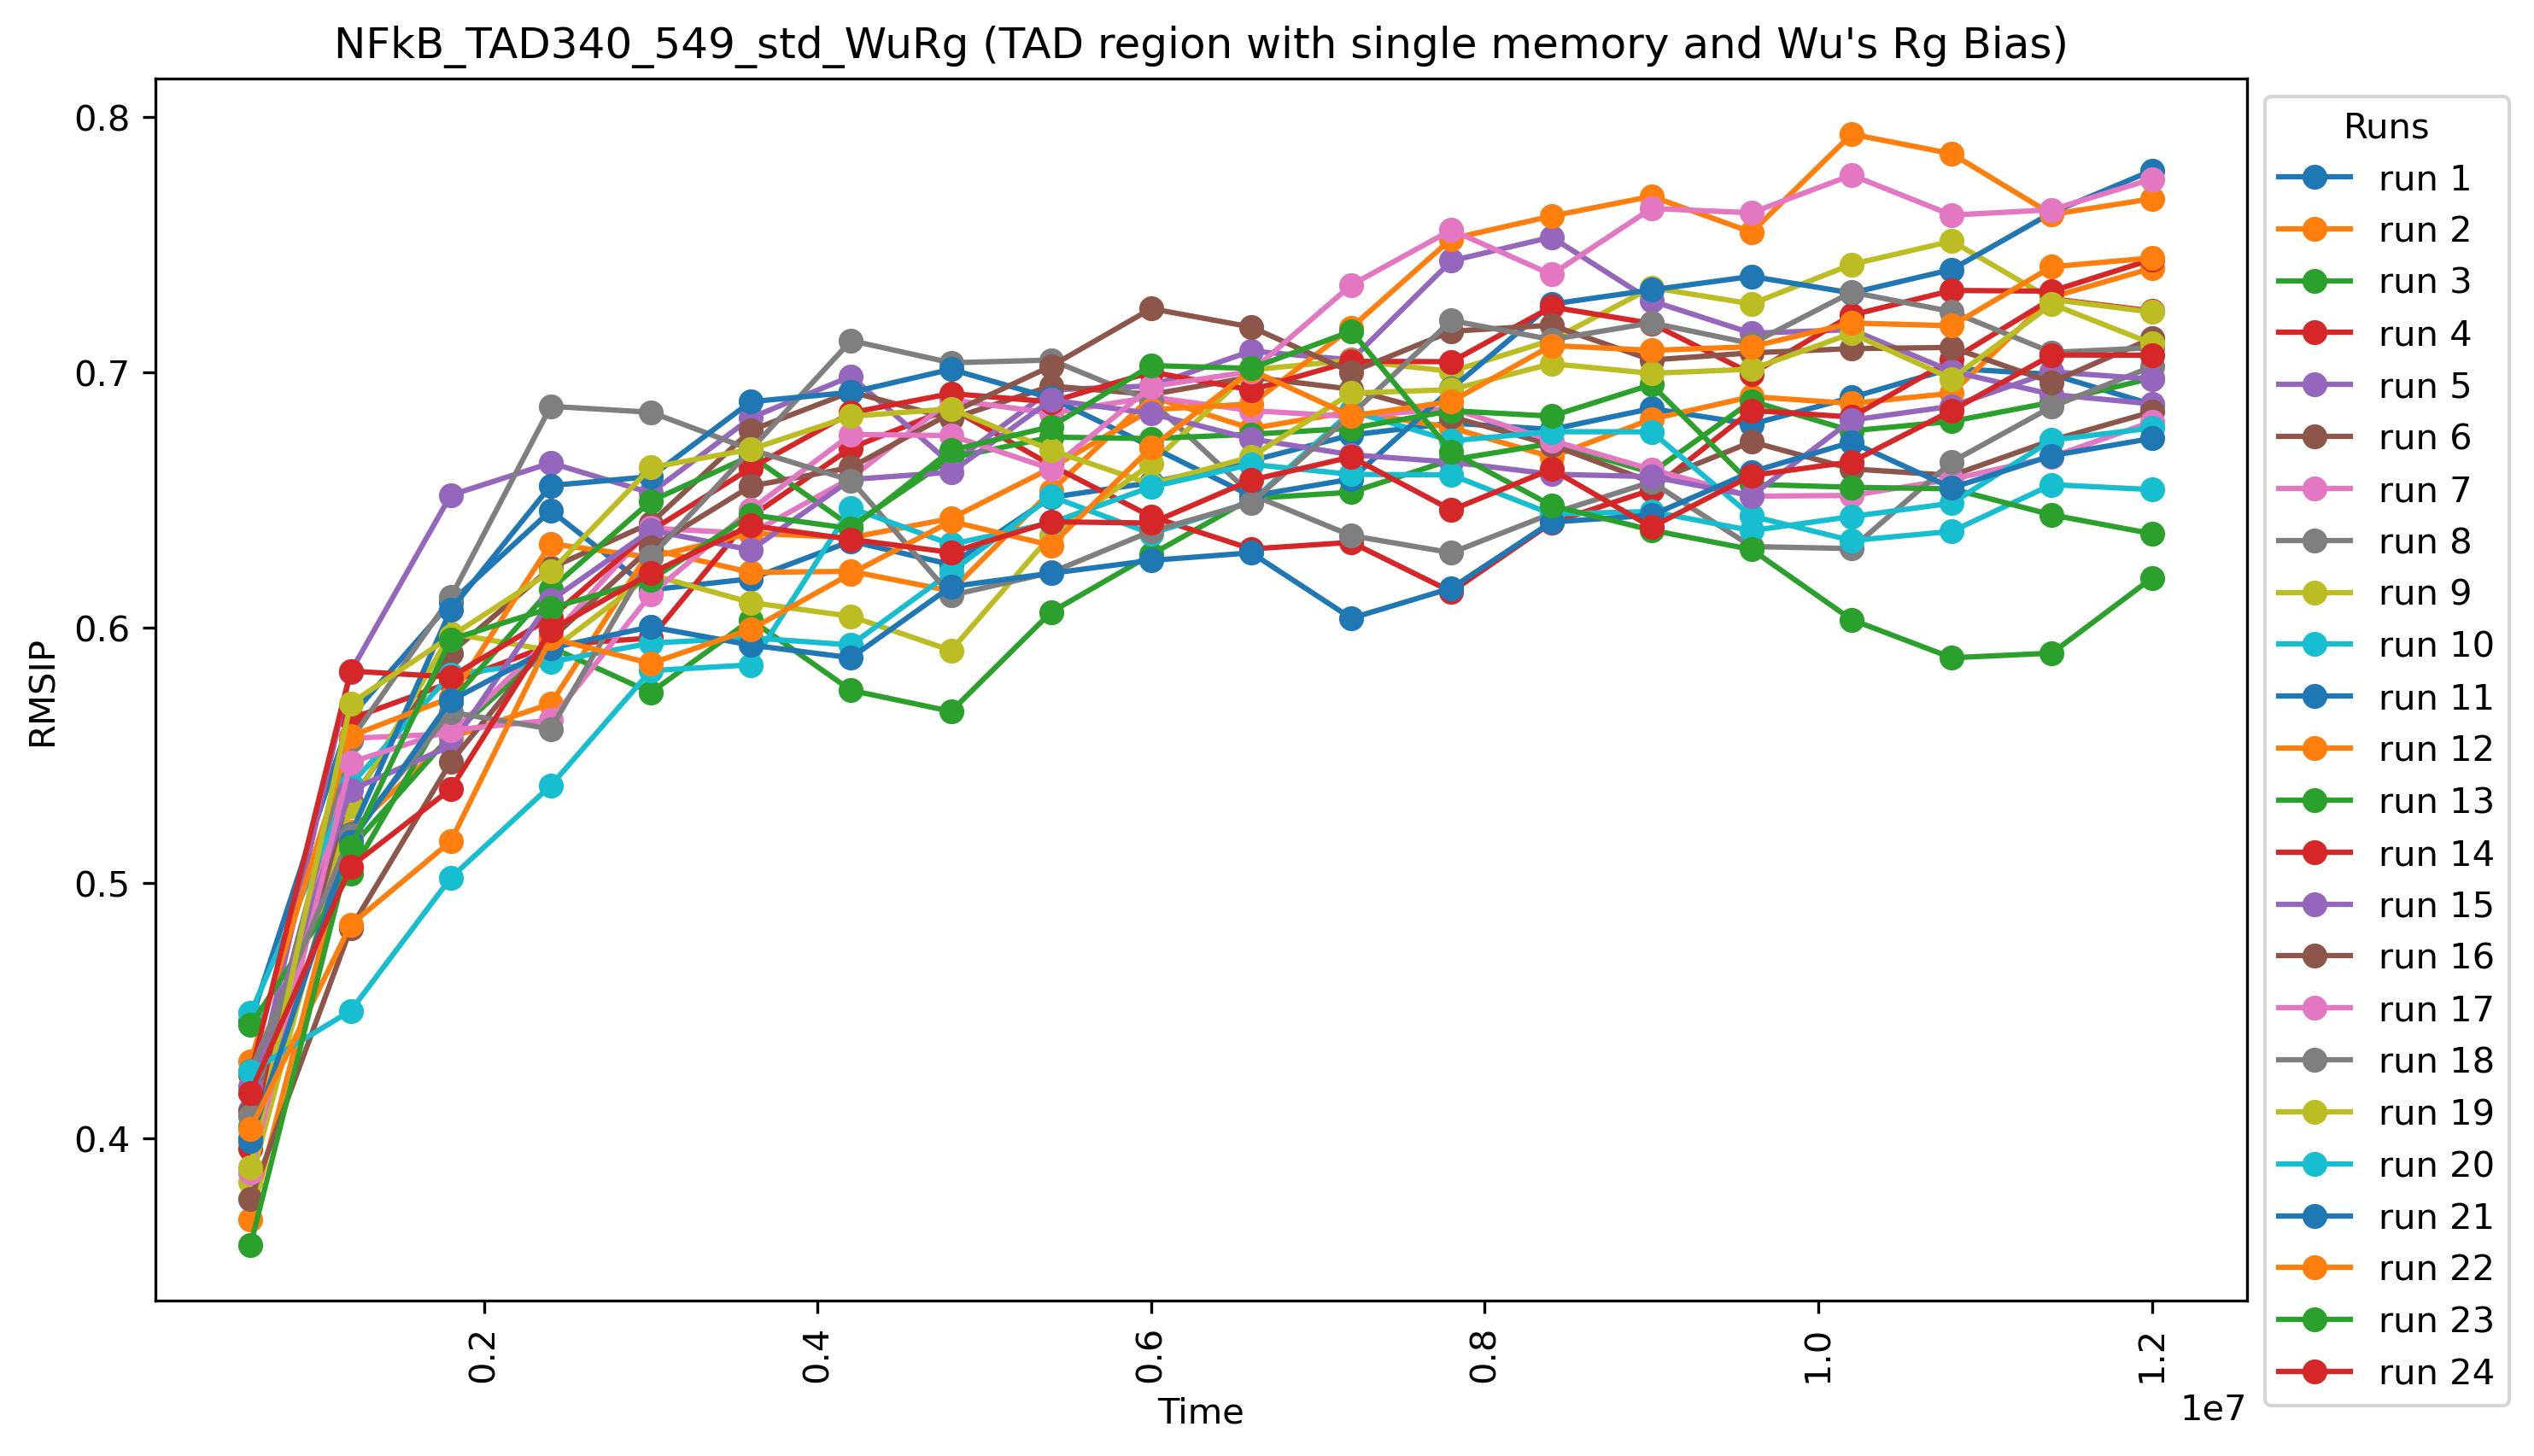 NFkB_TAD340_549_std_WuRg (TAD region with single memory and Wu's Rg Bias)
RMSIP
0.8
0.7
0.6
0.5
0.4
0.2
0.4
0.6
0.8
1.0
1.2
1e7
Time
Runs
run 1
run 2
run 3
run 4
run 5
run 6
run 7
run 8
run 9
run 10
run 11
run 12
run 13
run 14
run 15
run 16
run 17
run 18
run 19
run 20
run 21
run 22
run 23
run 24